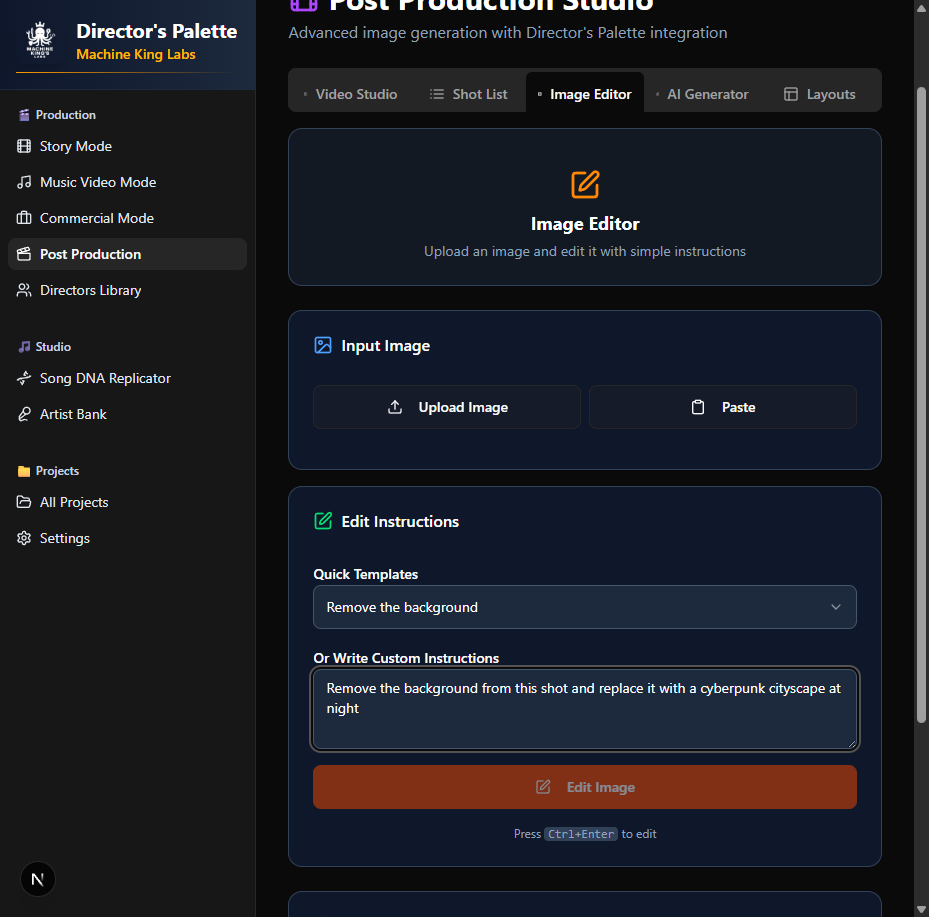 MACHINE KING'S LABS
Director's Palette
Machine King Labs
Production
Story Mode
Music Video Mode
Commercial Mode
Post Production
Directors Library
Studio
Song DNA Replicator
Artist Bank
Projects
All Projects
Settings
N
Post Production Studio
Advanced image generation with Director's Palette integration
Video Studio
Shot List
Image Editor
AI Generator
Layouts
Image Editor
Upload an image and edit it with simple instructions
Input Image
Upload Image
Paste
Edit Instructions
Quick Templates
Remove the background
Or Write Custom Instructions
Remove the background from this shot and replace it with a cyberpunk cityscape at
night
Edit Image
Press Ctrl+Enter to edit